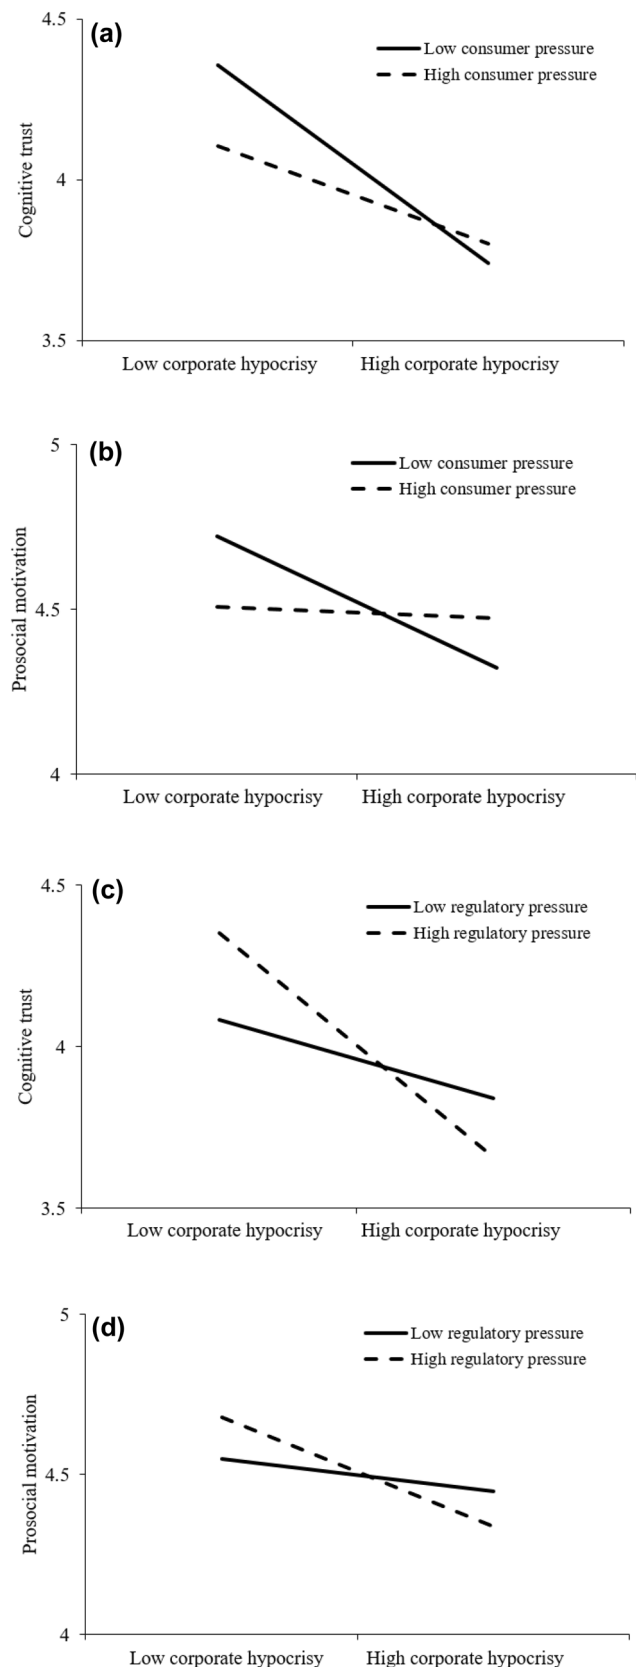 (a)
4.5
Low consumer pressure
High consumer pressure
Cognitive trust
4
3.5
Low corporate hypocrisy
High corporate hypocrisy
(b)
5
Low consumer pressure
High consumer pressure
Prosocial motivation
4.5
4
Low corporate hypocrisy
High corporate hypocrisy
(c)
4.5
Low regulatory pressure
High regulatory pressure
Cognitive trust
4
3.5
Low corporate hypocrisy
High corporate hypocrisy
(d)
5
Low regulatory pressure
High regulatory pressure
Prosocial motivation
4.5
4
Low corporate hypocrisy
High corporate hypocrisy